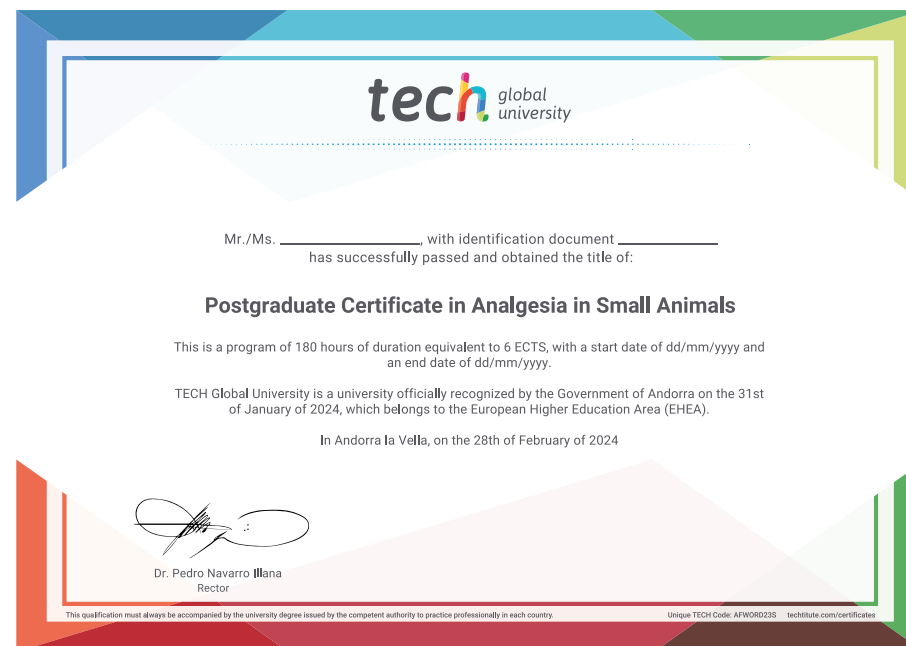 tech global
university
Mr./Ms. ____________, with identification document ____________
has successfully passed and obtained the title of:
Postgraduate Certificate in Analgesia in Small Animals
This is a program of 180 hours of duration equivalent to 6 ECTS, with a start date of dd/mm/yyyy and
an end date of dd/mm/yyyy.
TECH Global University is a university officially recognized by the Government of Andorra on the 31st
of January of 2024, which belongs to the European Higher Education Area (EHEA).
In Andorra la Vella, on the 28th of February of 2024
Dr. Pedro Navarro Illana
Rector
This qualification must always be accompanied by the university degree issued by the competent authority to practice professionally in each country. Unique TECH Code: AFWORD23S techtitute.com/certificates